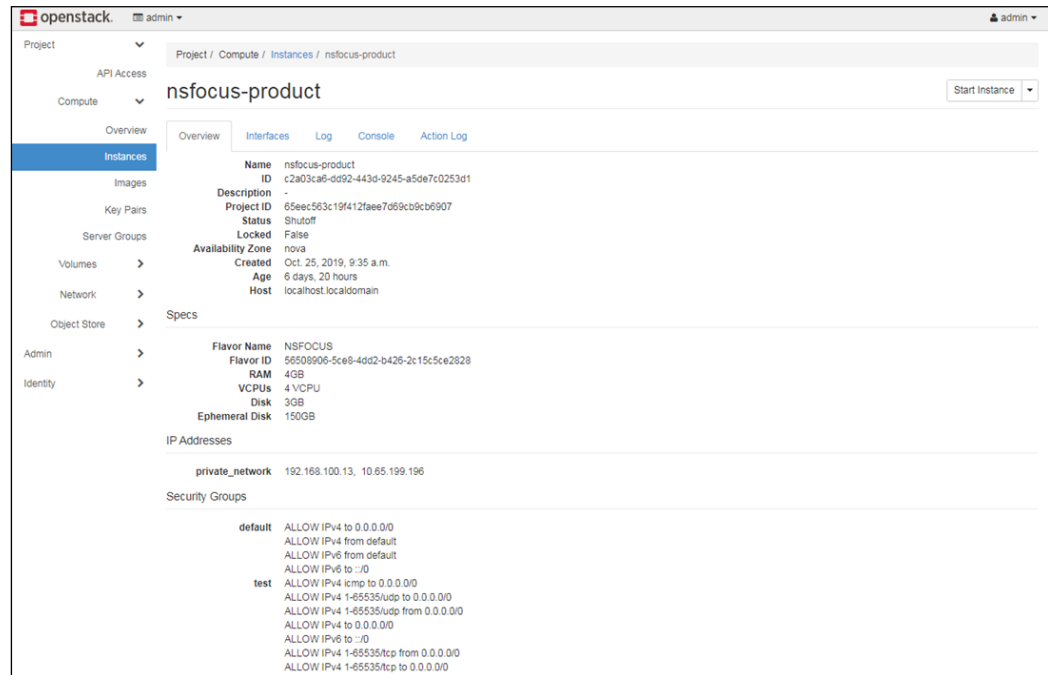 openstack. admin admin
Project
API Access
Compute
Overview
Instances
Images
Key Pairs
Server Groups
Volumes
Network
Object Store
Admin
Identity
Project / Compute / Instances / nsfocus-product
nsfocus-product
Start Instance
Overview Interfaces Log Console Action Log
Name nsfocus-product
ID c2a03ca6-dd92-443d-9245-a5de7c0253d1
Description -
Project ID 65eec563c19f412faee7d69cb9cb6907
Status Shutoff
Locked False
Availability Zone nova
Created Oct. 25, 2019, 9:35 a.m.
Age 6 days, 20 hours
Host localhost.localdomain
Specs
Flavor Name NSFOCUS
Flavor ID 56508906-5ce8-4dd2-b426-2c15c5ce2828
RAM 4GB
VCPUs 4 VCPU
Disk 3GB
Ephemeral Disk 150GB
IP Addresses
private_network 192.168.100.13, 10.65.199.196
Security Groups
default ALLOW IPv4 to 0.0.0.0/0
ALLOW IPv4 from default
ALLOW IPv6 from default
ALLOW IPv6 to ::/0
test ALLOW IPv4 icmp to 0.0.0.0/0
ALLOW IPv4 1-65535/udp to 0.0.0.0/0
ALLOW IPv4 1-65535/udp from 0.0.0.0/0
ALLOW IPv4 to 0.0.0.0/0
ALLOW IPv6 to ::/0
ALLOW IPv4 1-65535/tcp from 0.0.0.0/0
ALLOW IPv4 1-65535/tcp to 0.0.0.0/0